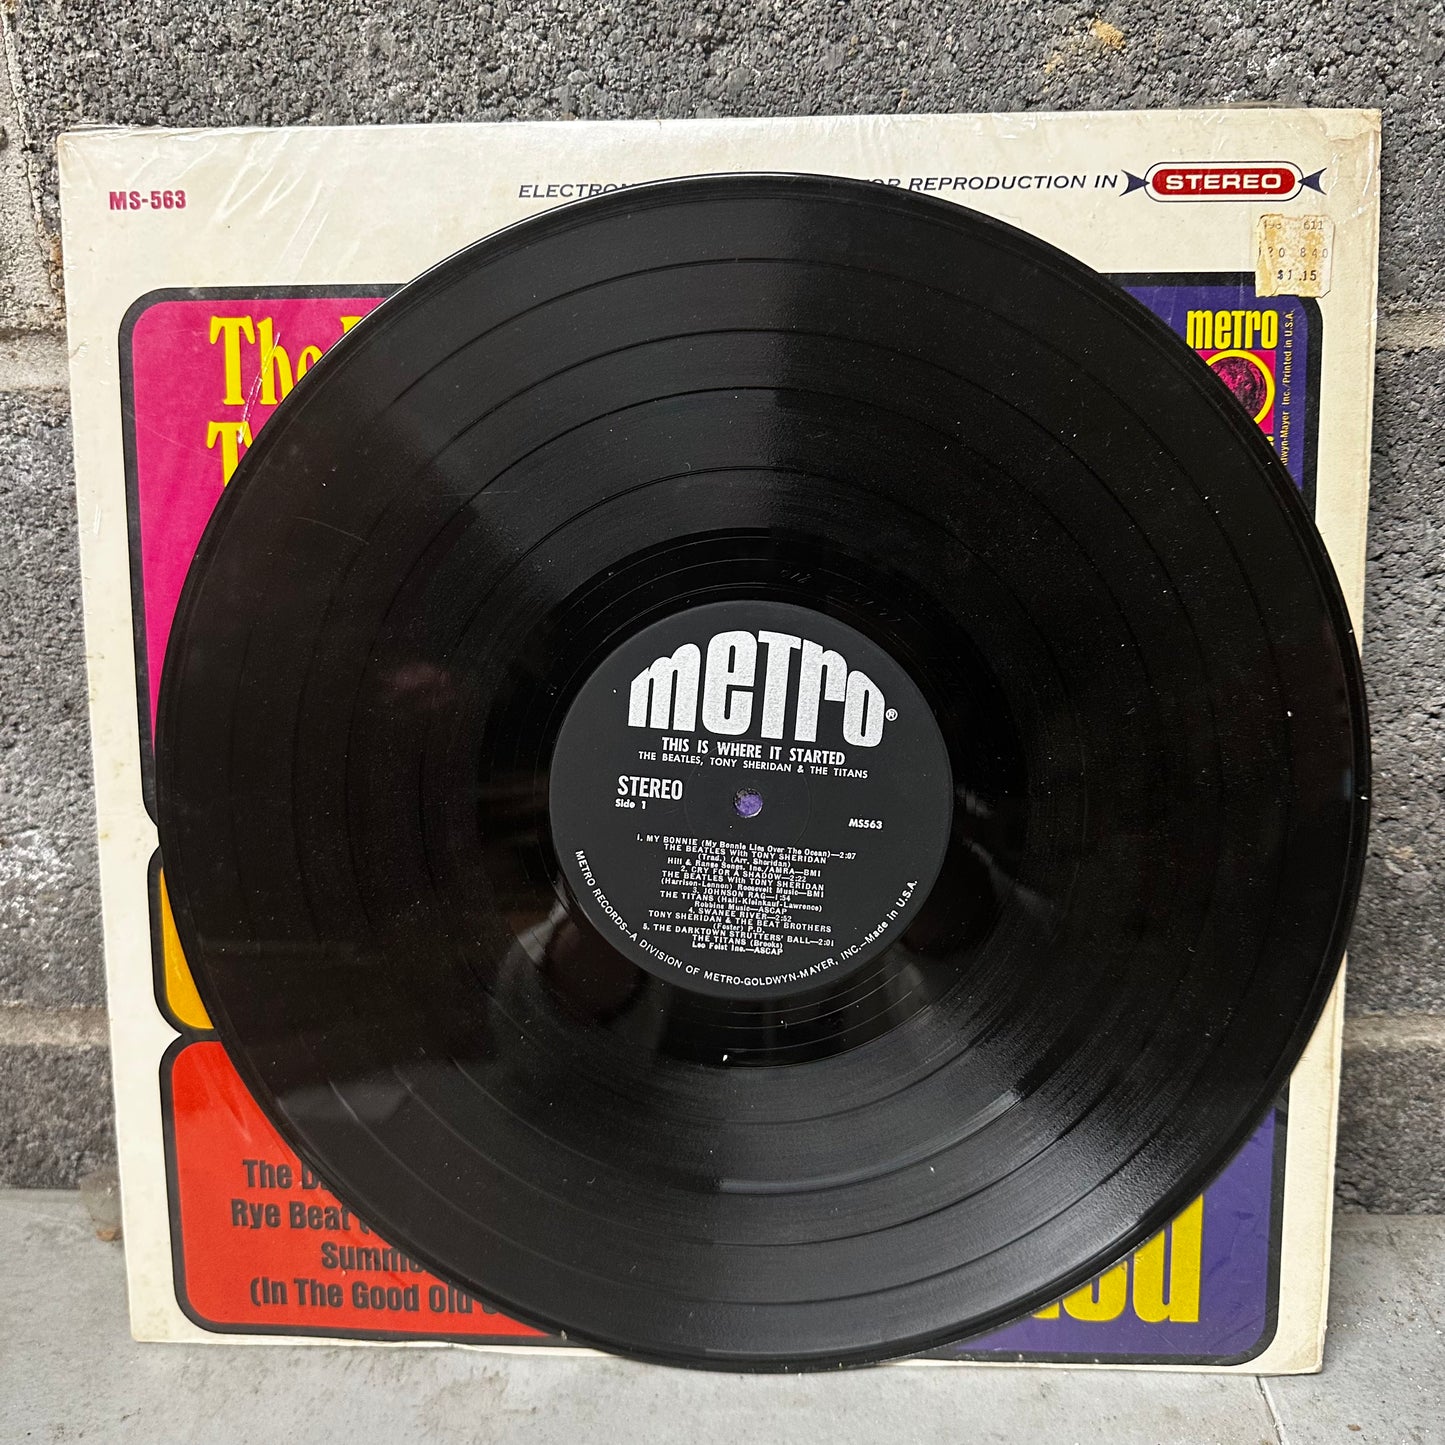 MS-563
ELECTRON OR REPRODUCTION IN STEREO
611
840
$1.15
The
metro
Goldwyn-Mayer Inc./Printed in U.S.A.
metro®
THIS IS WHERE IT STARTED
THE BEATLES, TONY SHERIDAN & THE TITANS
STEREO
Side 1
MS563
1. MY BONNIE (My Bonnie Lies Over The Ocean)—2:07
THE BEATLES With TONY SHERIDAN
(Trad.) (Arr. Sheridan)
Hill & Range Songs, Inc./AMRA—BMI
2. CRY FOR A SHADOW—2:22
THE BEATLES With TONY SHERIDAN
(Harrison-Lennon) Roosevelt Music—BMI
3. JOHNSON RAG—1:54
THE TITANS (Hall-Kleinkauf-Lawrence)
Robbins Music—ASCAP
4. SWANEE RIVER—2:52
TONY SHERIDAN & THE BEAT BROTHERS
(Foster) P.D.
5. THE DARKTOWN STRUTTERS' BALL—2:01
THE TITANS (Brooks)
Leo Feist Inc.—ASCAP
METRO RECORDS—A DIVISION OF METRO-GOLDWYN-MAYER, INC.—Made in U.S.A.
The D
Rye Beat
Summe
(In The Good Old